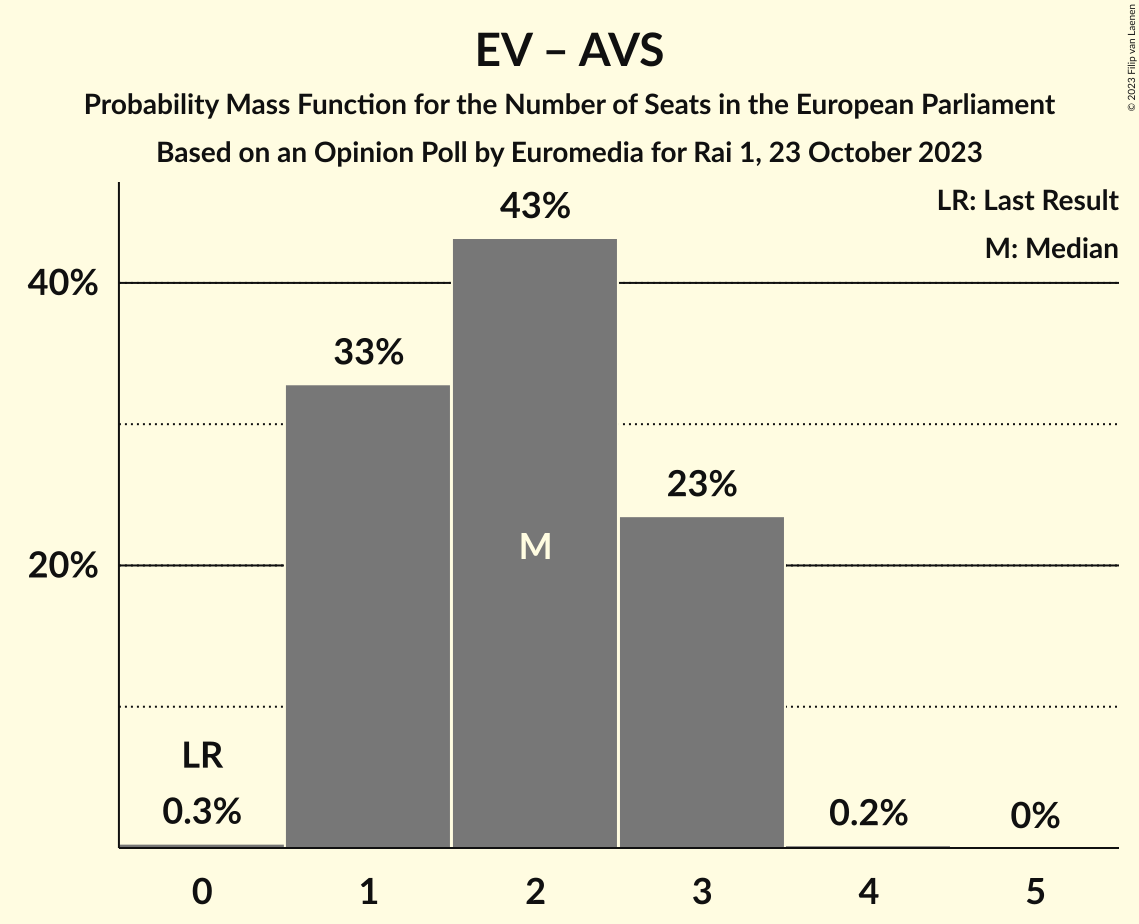 EV – AVS
Probability Mass Function for the Number of Seats in the European Parliament
Based on an Opinion Poll by Euromedia for Rai 1, 23 October 2023
© 2023 Filip van Laenen
LR: Last Result
M: Median
43%
40%
33%
23%
M
20%
LR
0.3%
0.2%
0%
0 1 2 3 4 5